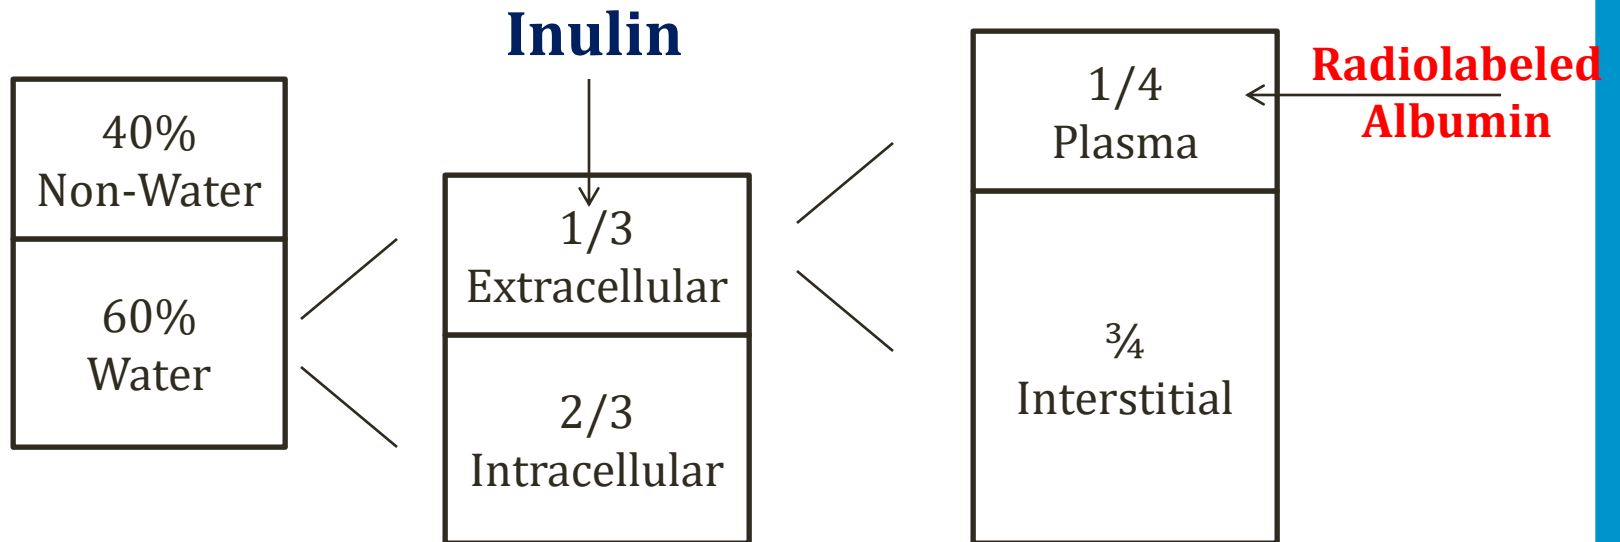 Inulin
40%
Non-Water
60%
Water
1/3
Extracellular
2/3
Intracellular
1/4
Plasma
¾
Interstitial
Radiolabeled
Albumin